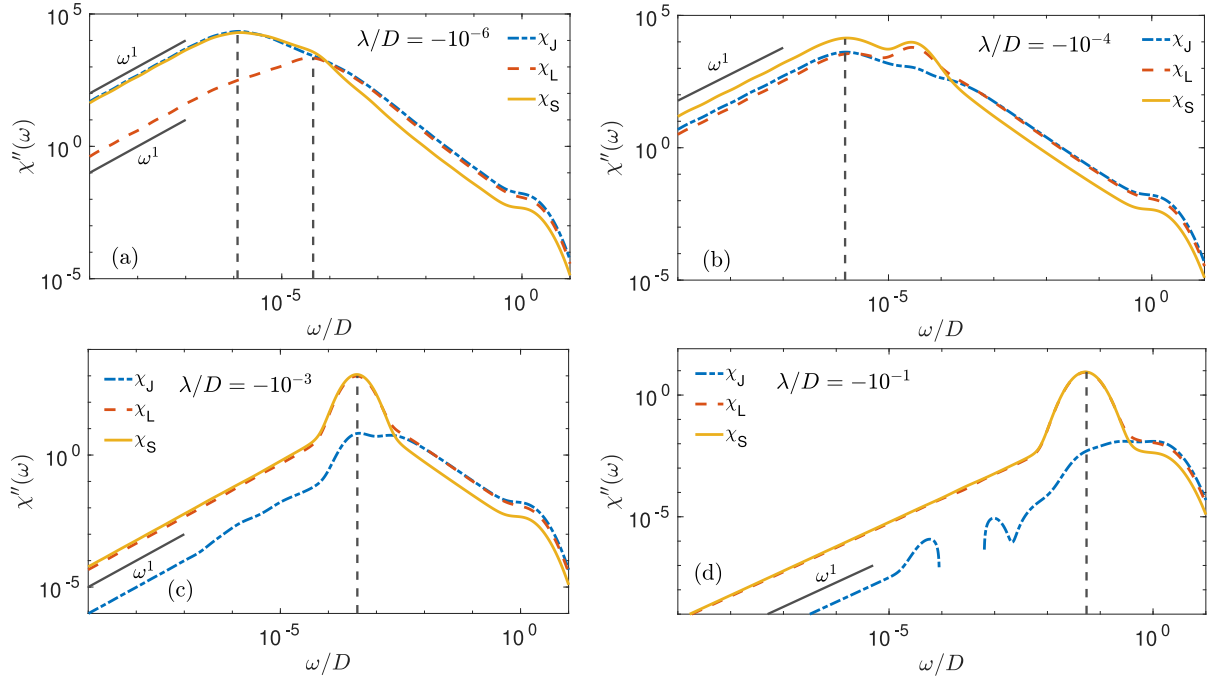 10^5
10^0
10^-5
χ''(ω)
ω^1
ω^1
λ/D = −10^-6
χ_J
χ_L
χ_S
(a)
10^-5
10^0
ω/D
10^5
10^0
10^-5
χ''(ω)
ω^1
λ/D = −10^-4
χ_J
χ_L
χ_S
(b)
10^-5
10^0
ω/D
10^0
10^-5
χ''(ω)
χ_J
χ_L
χ_S
λ/D = −10^-3
ω^1
(c)
10^-5
10^0
ω/D
10^0
10^-5
χ''(ω)
χ_J
χ_L
χ_S
λ/D = −10^-1
ω^1
(d)
10^-5
10^0
ω/D